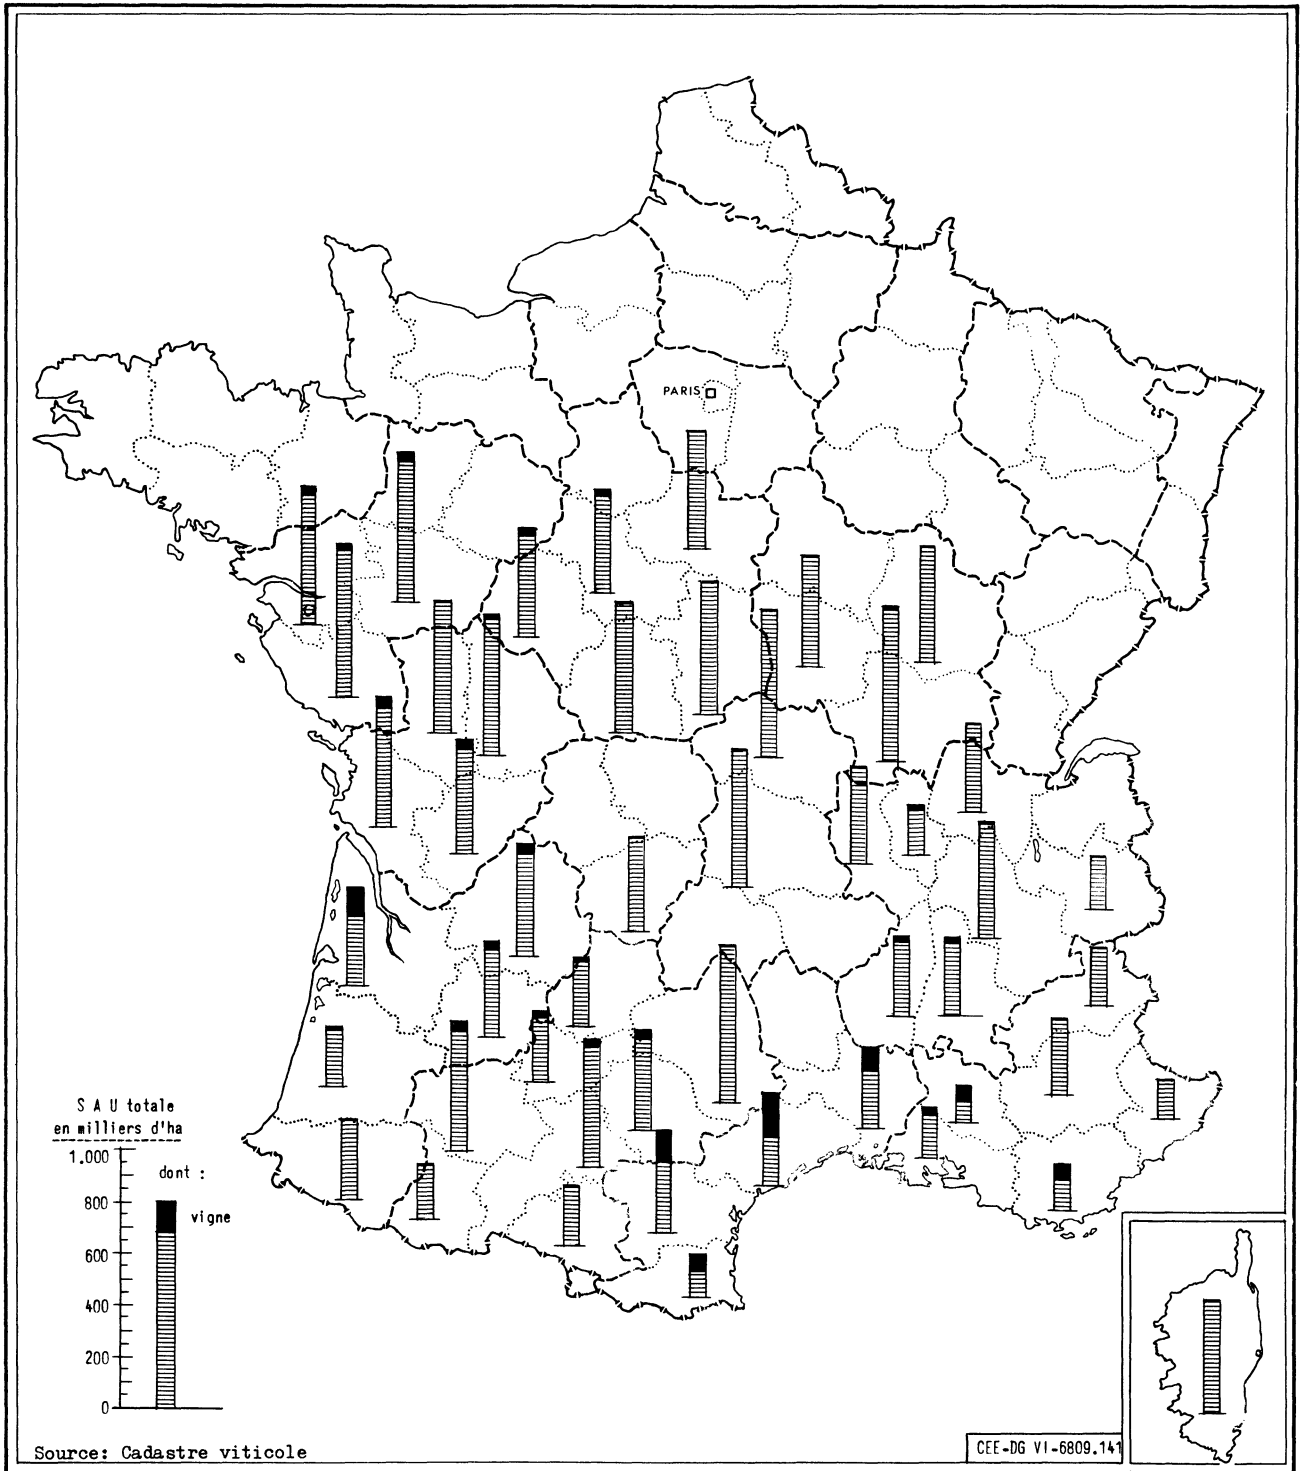 PARIS
S A U totale
en milliers d'ha
1.000
dont :
800
vigne
600
400
200
0
Source: Cadastre viticole
CEE-DG VI-6809.141